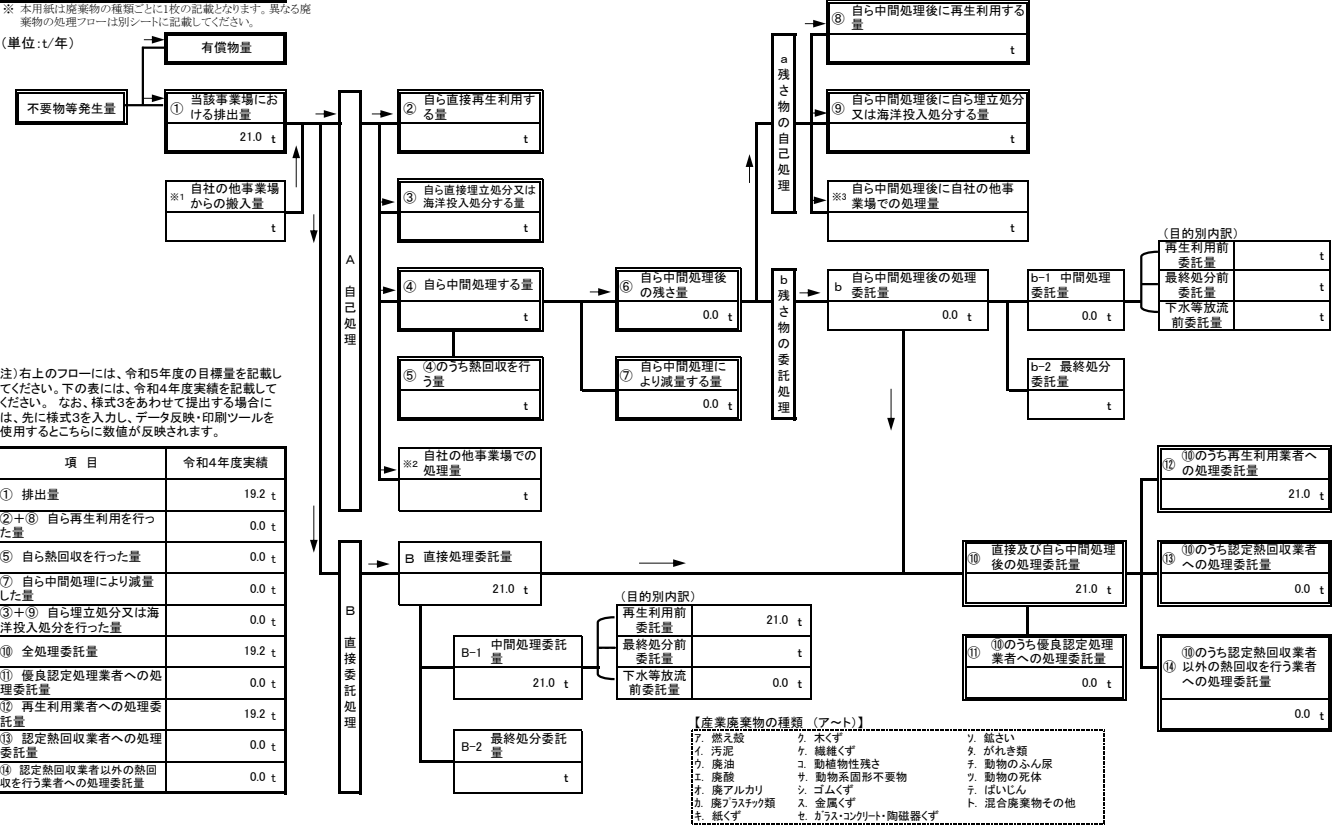 ※ 本用紙は廃棄物の種類ごとに1枚の記載となります。異なる廃
棄物の処理フローは別シートに記載してください。
(単位:t/年)
有償物量
不要物等発生量
① 当該事業場にお
ける排出量
21.0 t
※1 自社の他事業場
からの搬入量
t
A 自己処理
② 自ら直接再生利用す
る量
t
③ 自ら直接埋立処分又は
海洋投入処分する量
t
④ 自ら中間処理する量
t
⑤ ④のうち熱回収を行
う量
t
※2 自社の他事業場での
処理量
t
⑥ 自ら中間処理後
の残さ量
0.0 t
⑦ 自ら中間処理に
より減量する量
0.0 t
a 残さ物の自己処理
⑧ 自ら中間処理後に再生利用する
量
t
⑨ 自ら中間処理後に自ら埋立処分
又は海洋投入処分する量
t
※3 自ら中間処理後に自社の他事
業場での処理量
t
b 残さ物の委託処理
b 自ら中間処理後の処理
委託量
0.0 t
b-1 中間処理
委託量
0.0 t
b-2 最終処分
委託量
t
(目的別内訳)
再生利用前
委託量
t
最終処分前
委託量
t
下水等放流
前委託量
t
注)右上のフローには、令和5年度の目標量を記載し
てください。下の表には、令和4年度実績を記載して
ください。 なお、様式3をあわせて提出する場合に
は、先に様式3を入力し、データ反映・印刷ツールを
使用するとこちらに数値が反映されます。
項 目 令和4年度実績
① 排出量 19.2 t
②+⑧ 自ら再生利用を行っ
た量 0.0 t
⑤ 自ら熱回収を行った量 0.0 t
⑦ 自ら中間処理により減量
した量 0.0 t
③+⑨ 自ら埋立処分又は海
洋投入処分を行った量 0.0 t
⑩ 全処理委託量 19.2 t
⑪ 優良認定処理業者への処
理委託量 0.0 t
⑫ 再生利用業者への処理委
託量 19.2 t
⑬ 認定熱回収業者への処理
委託量 0.0 t
⑭ 認定熱回収業者以外の熱回
収を行う業者への処理委託量 0.0 t
B 直接委託処理
B 直接処理委託量
21.0 t
B-1 中間処理委託
量
21.0 t
B-2 最終処分委託
量
t
(目的別内訳)
再生利用前
委託量
21.0 t
最終処分前
委託量
t
下水等放流
前委託量
0.0 t
⑩ 直接及び自ら中間処理
後の処理委託量
21.0 t
⑪ ⑩のうち優良認定処理
業者への処理委託量
0.0 t
⑫ ⑩のうち再生利用業者へ
の処理委託量
21.0 t
⑬ ⑩のうち認定熱回収業者
への処理委託量
0.0 t
⑭ ⑩のうち認定熱回収業者
以外の熱回収を行う業者
への処理委託量
0.0 t
【産業廃棄物の種類 (ア~ト)】
ア. 燃え殻 ク. 木くず ソ. 鉱さい
イ. 汚泥 ケ. 繊維くず タ. がれき類
ウ. 廃油 コ. 動植物性残さ チ. 動物のふん尿
エ. 廃酸 サ. 動物系固形不要物 ツ. 動物の死体
オ. 廃アルカリ シ. ゴムくず テ. ばいじん
カ. 廃プラスチック類 ス. 金属くず ト. 混合廃棄物その他
キ. 紙くず セ. ガラス・コンクリート・陶磁器くず